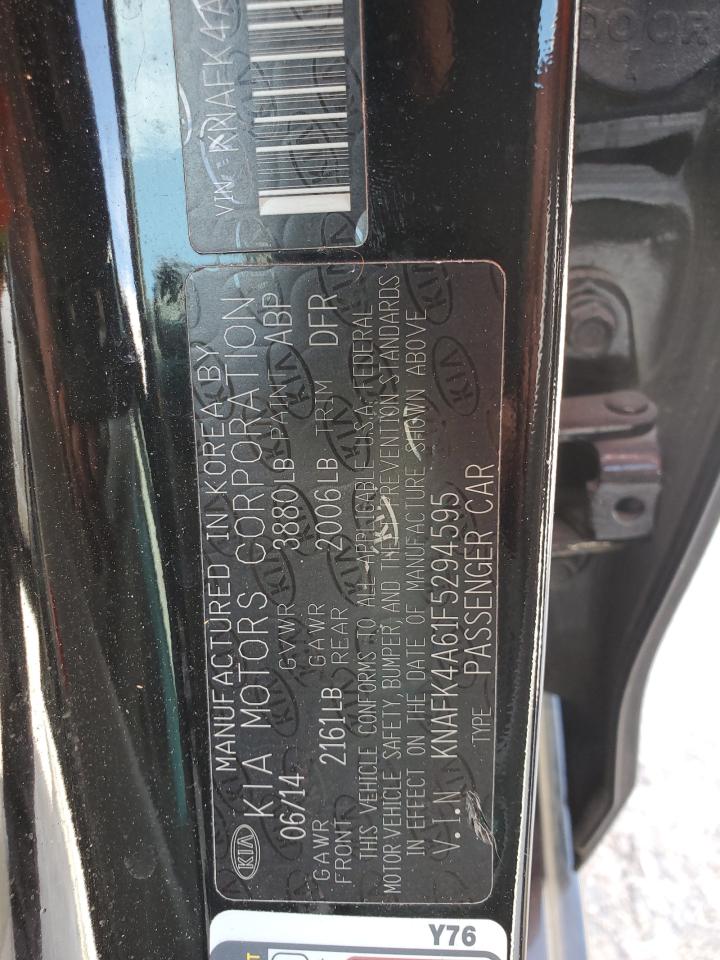 VIN: KNAFK4A
MANUFACTURED IN KOREA BY
KIA MOTORS CORPORATION
KIA
06/14 GVWR 3880LB PAINT ABP
GAWR FRONT 2161LB GAWR REAR 2006LB TRIM DFR
THIS VEHICLE CONFORMS TO ALL APPLICABLE U.S.A. FEDERAL
MOTOR VEHICLE SAFETY, BUMPER, AND THEFT PREVENTION STANDARDS
IN EFFECT ON THE DATE OF MANUFACTURE SHOWN ABOVE
V.I.N KNAFK4A61F5294595
TYPE PASSENGER CAR
Y76